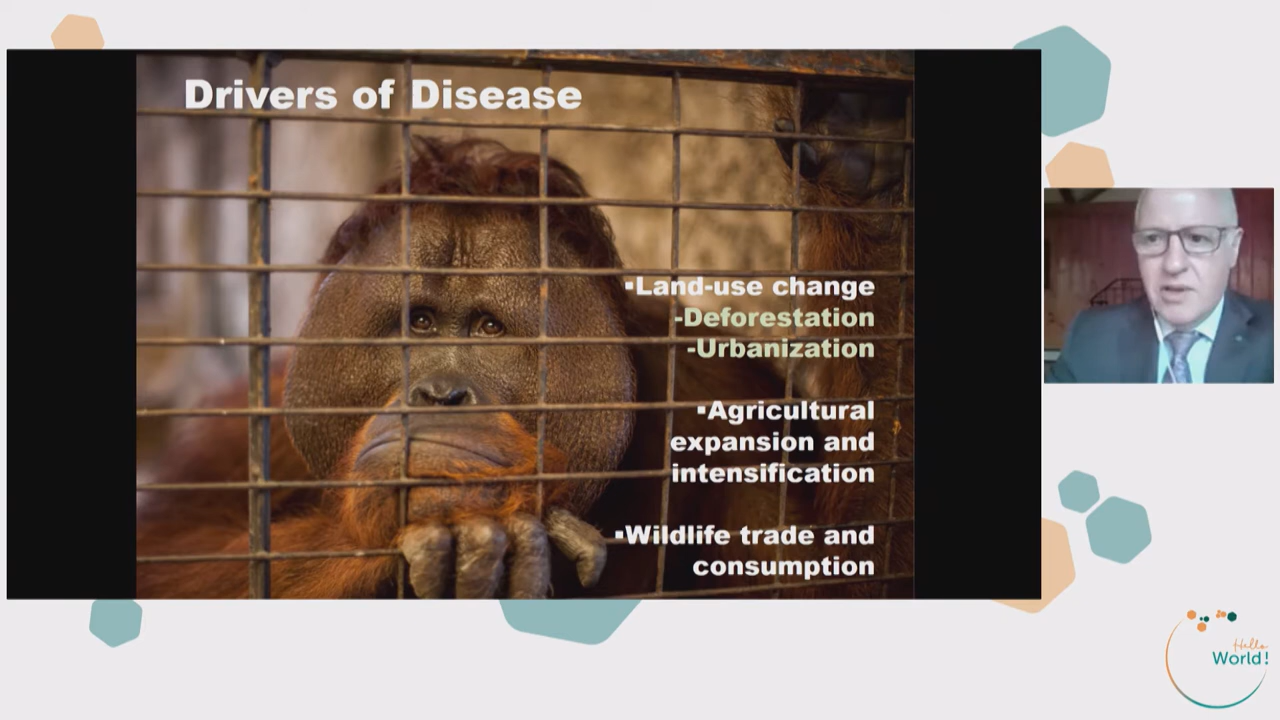 Drivers of Disease
▪Land-use change
-Deforestation
-Urbanization
▪Agricultural
expansion and
intensification
▪Wildlife trade and
consumption
Hello
World!